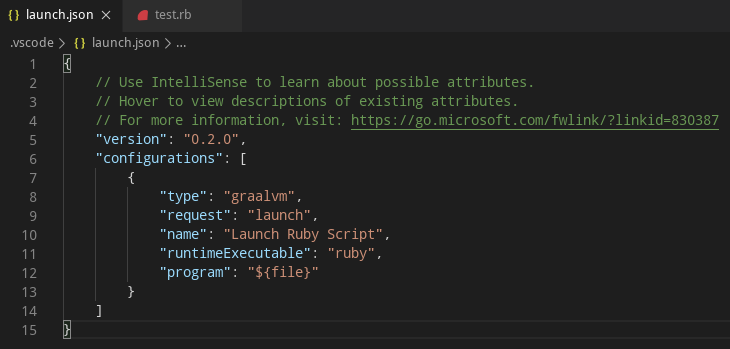 launch.json
test.rb
.vscode > launch.json > ...
1 {
2     // Use IntelliSense to learn about possible attributes.
3     // Hover to view descriptions of existing attributes.
4     // For more information, visit: https://go.microsoft.com/fwlink/?linkid=830387
5     "version": "0.2.0",
6     "configurations": [
7         {
8             "type": "graalvm",
9             "request": "launch",
10             "name": "Launch Ruby Script",
11             "runtimeExecutable": "ruby",
12             "program": "${file}"
13         }
14     ]
15 }